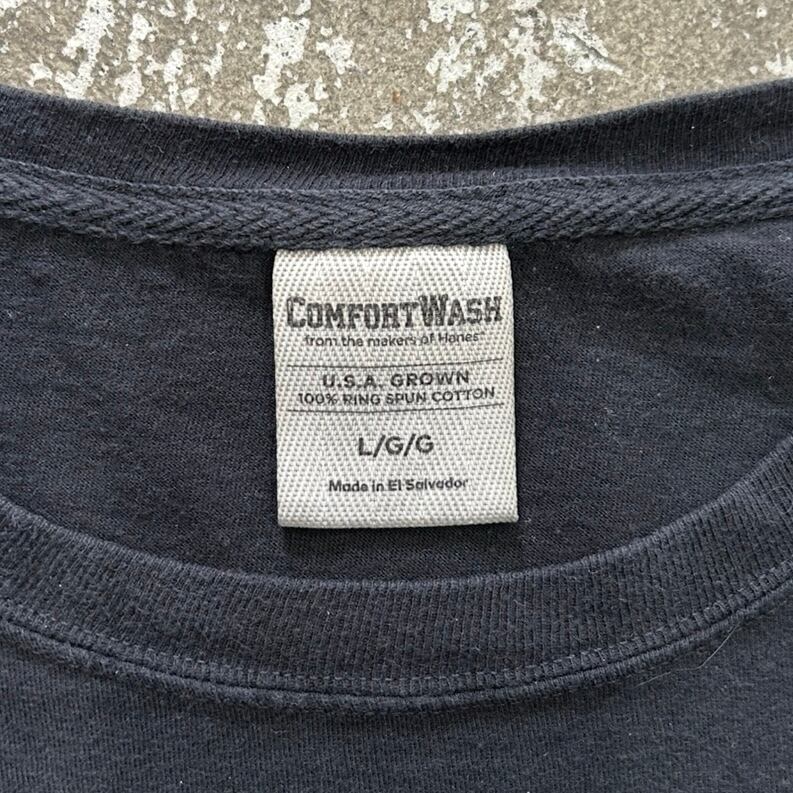 COMFORTWASH
from the makers of Hanes
U.S.A. GROWN
100% RING SPUN COTTON
L/G/G
Made in El Salvador